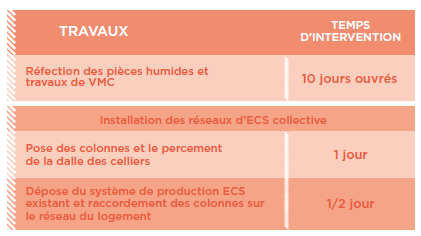 TRAVAUX
TEMPS
D'INTERVENTION
Réfection des pièces humides et
travaux de VMC
10 jours ouvrés
Installation des réseaux d'ECS collective
Pose des colonnes et le percement
de la dalle des celliers
1 jour
Dépose du système de production ECS
existant et raccordement des colonnes sur
le réseau du logement
1/2 jour